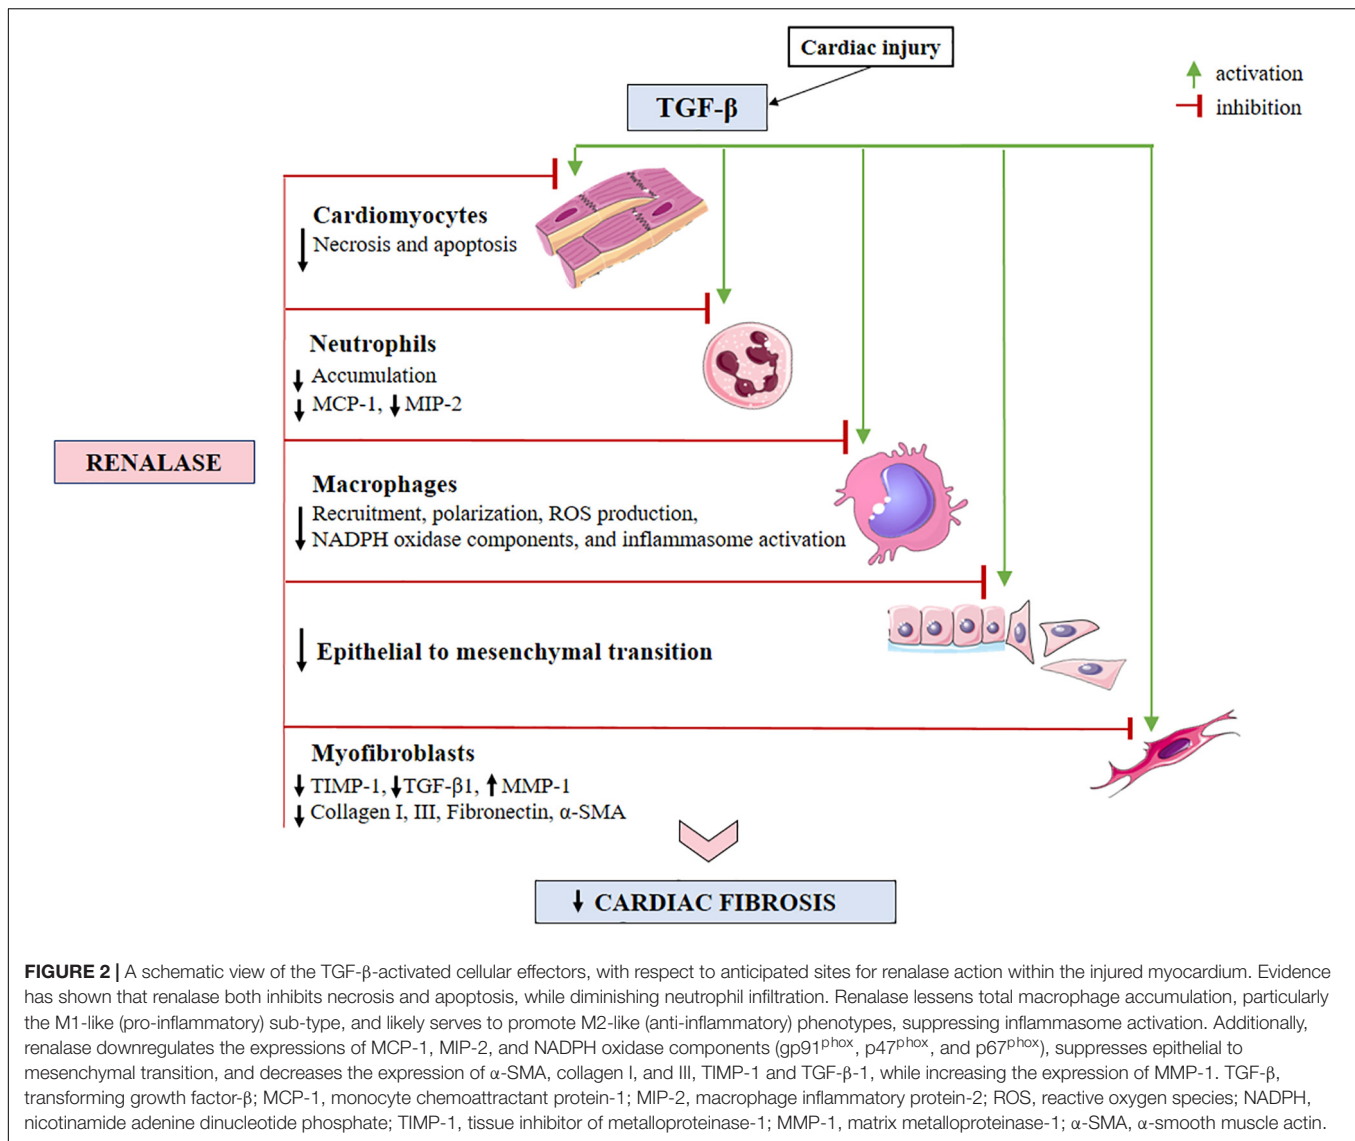 Cardiac injury
TGF-β
activation
inhibition
Cardiomyocytes
Necrosis and apoptosis
Neutrophils
Accumulation
MCP-1, MIP-2
RENALASE
Macrophages
Recruitment, polarization, ROS production,
NADPH oxidase components, and inflammasome activation
Epithelial to mesenchymal transition
Myofibroblasts
TIMP-1, TGF-β1, MMP-1
Collagen I, III, Fibronectin, α-SMA
CARDIAC FIBROSIS
FIGURE 2 | A schematic view of the TGF-β-activated cellular effectors, with respect to anticipated sites for renalase action within the injured myocardium. Evidence
has shown that renalase both inhibits necrosis and apoptosis, while diminishing neutrophil infiltration. Renalase lessens total macrophage accumulation, particularly
the M1-like (pro-inflammatory) sub-type, and likely serves to promote M2-like (anti-inflammatory) phenotypes, suppressing inflammasome activation. Additionally,
renalase downregulates the expressions of MCP-1, MIP-2, and NADPH oxidase components (gp91phox, p47phox, and p67phox), suppresses epithelial to
mesenchymal transition, and decreases the expression of α-SMA, collagen I, and III, TIMP-1 and TGF-β-1, while increasing the expression of MMP-1. TGF-β,
transforming growth factor-β; MCP-1, monocyte chemoattractant protein-1; MIP-2, macrophage inflammatory protein-2; ROS, reactive oxygen species; NADPH,
nicotinamide adenine dinucleotide phosphate; TIMP-1, tissue inhibitor of metalloproteinase-1; MMP-1, matrix metalloproteinase-1; α-SMA, α-smooth muscle actin.